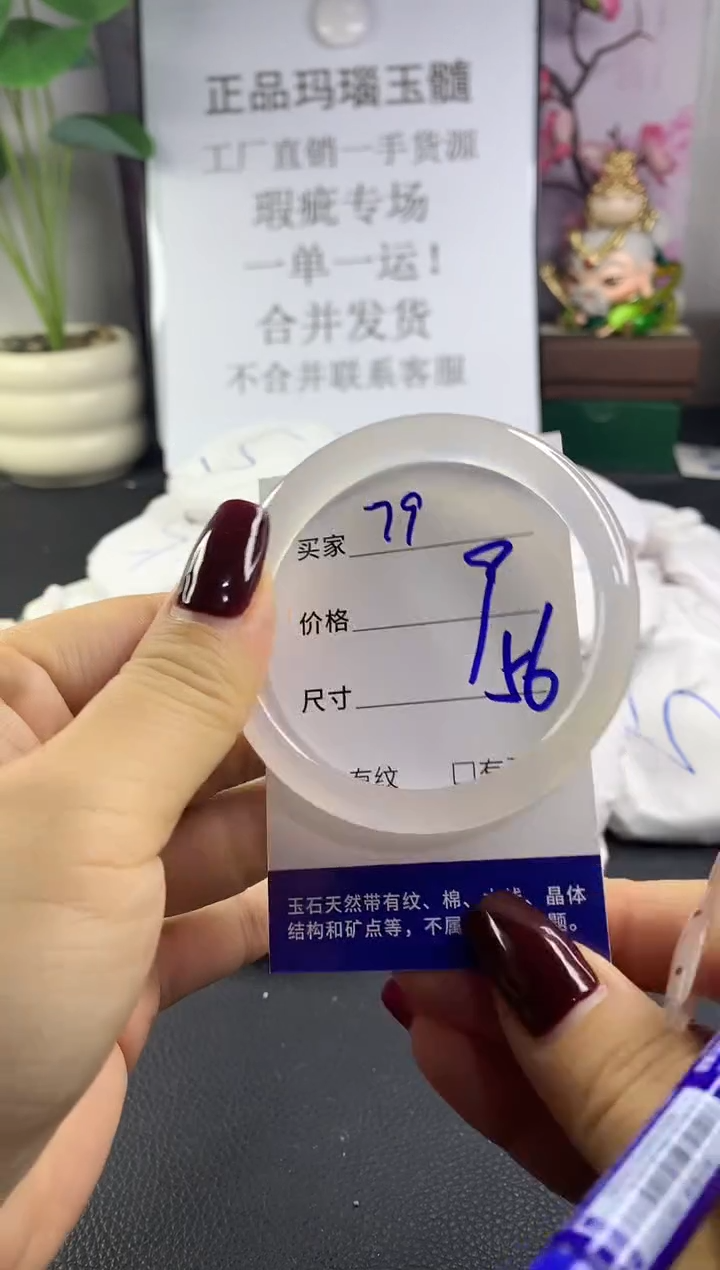 正品玛瑙玉髓
工厂直销一手货源
瑕疵专场
一单一运！
合并发货
不合并联系客服
买家 79
价格
尺寸 56
有纹 □有
玉石天然带有纹、棉、 、晶体
结构和矿点等，不属 题。